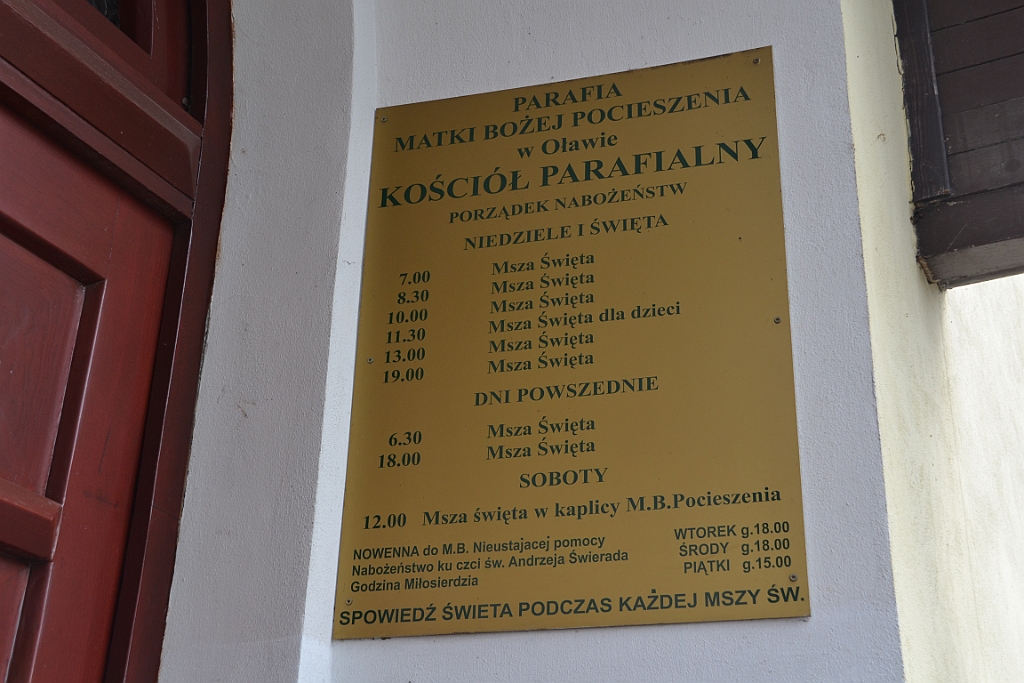 PARAFIA
MATKI BOŻEJ POCIESZENIA
w Oławie
KOŚCIÓŁ PARAFIALNY
PORZĄDEK NABOŻEŃSTW
NIEDZIELE I ŚWIĘTA
7.00 Msza Święta
8.30 Msza Święta
10.00 Msza Święta
11.30 Msza Święta dla dzieci
13.00 Msza Święta
19.00 Msza Święta
DNI POWSZEDNIE
6.30 Msza Święta
18.00 Msza Święta
SOBOTY
12.00 Msza święta w kaplicy M.B.Pocieszenia
NOWENNA do M.B. Nieustajacej pomocy WTOREK g.18.00
Nabożeństwo ku czci św. Andrzeja Świerada ŚRODY g.18.00
Godzina Miłosierdzia PIĄTKI g.15.00
SPOWIEDŹ ŚWIETA PODCZAS KAŻDEJ MSZY ŚW.